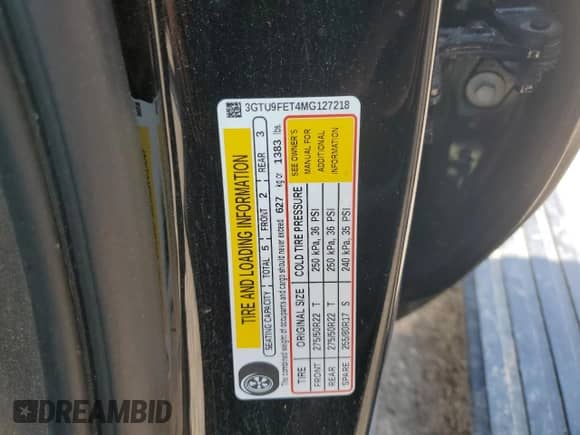 3GTU9FET4MG127218
TIRE AND LOADING INFORMATION
SEATING CAPACITY TOTAL 5 FRONT 2 REAR 3
The combined weight of occupants and cargo should never exceed 627 kg or 1383 lbs.
TIRE ORIGINAL SIZE COLD TIRE PRESSURE
FRONT 275/50R22 T 250 kPa, 36 PSI
REAR 275/50R22 T 250 kPa, 36 PSI
SPARE 265/80R17 S 240 kPa, 35 PSI
SEE OWNER'S
MANUAL FOR
ADDITIONAL
INFORMATION
DREAMBID